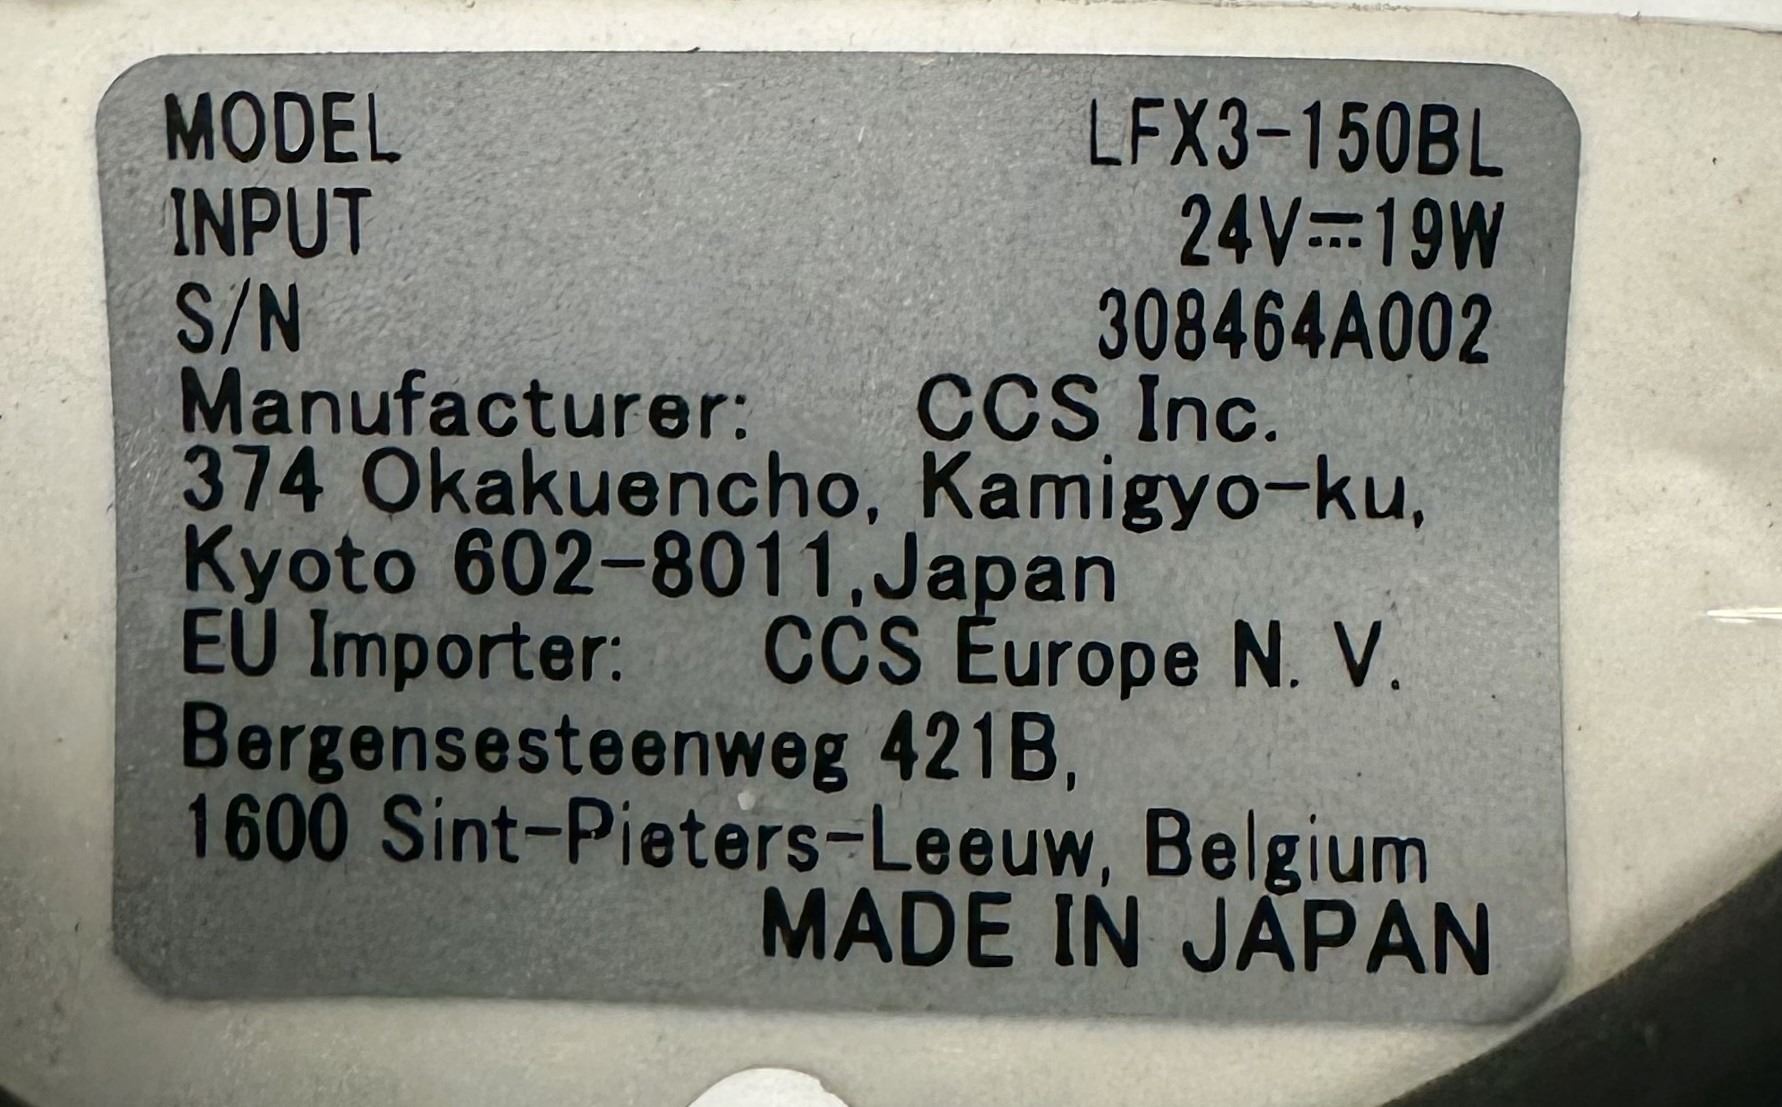 MODEL LFX3-150BL
INPUT 24V⎓19W
S/N 308464A002
Manufacturer: CCS Inc.
374 Okakuencho, Kamigyo-ku,
Kyoto 602-8011,Japan
EU Importer: CCS Europe N. V.
Bergensesteenweg 421B,
1600 Sint-Pieters-Leeuw, Belgium
MADE IN JAPAN